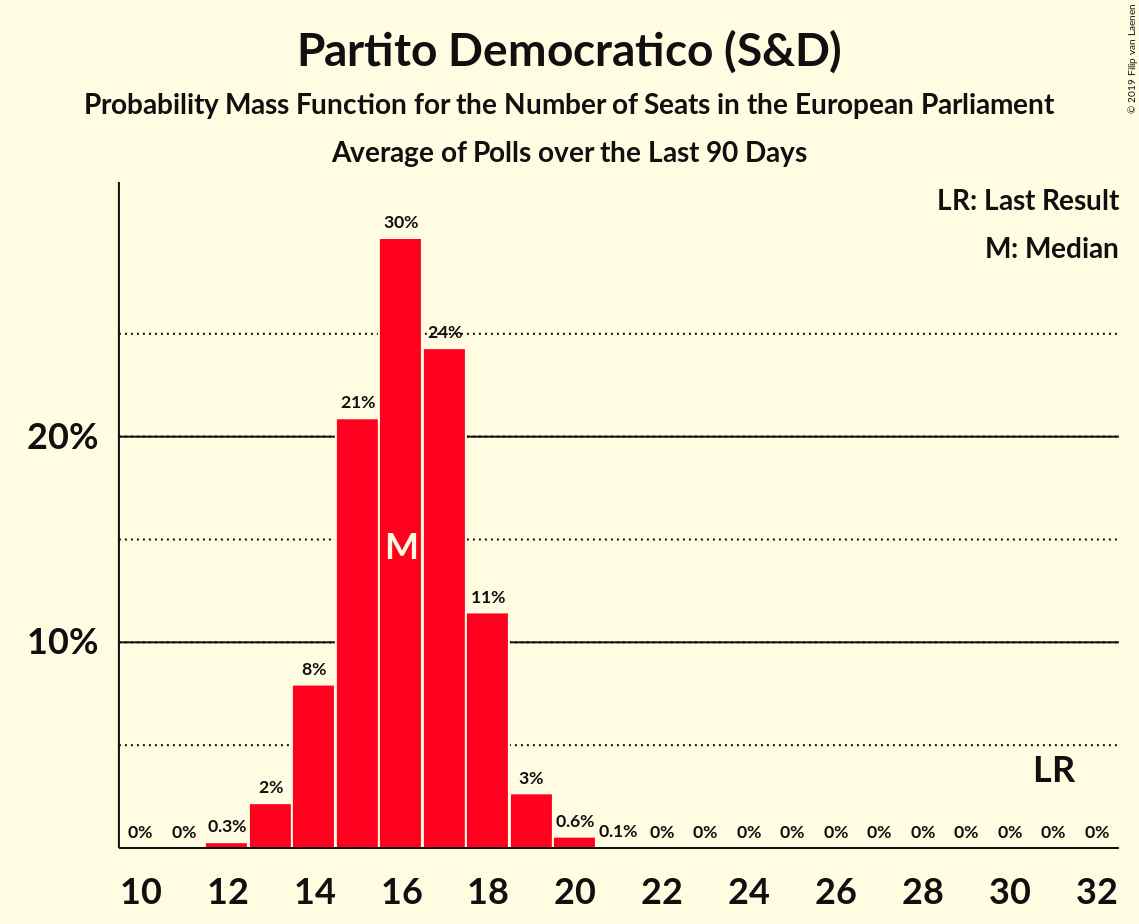 Partito Democratico (S&D)
Probability Mass Function for the Number of Seats in the European Parliament
Average of Polls over the Last 90 Days
© 2019 Filip van Laenen
LR: Last Result
M: Median
30%
24%
21%
20%
M
11%
10%
8%
LR
3%
2%
0% 0% 0.3% 0.6% 0.1% 0% 0% 0% 0% 0% 0% 0% 0% 0% 0% 0%
10 12 14 16 18 20 22 24 26 28 30 32